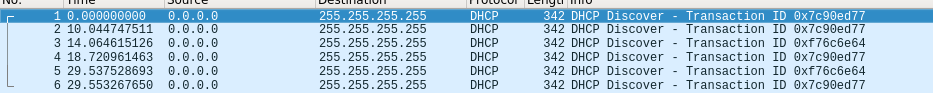 No. Time Source Destination Protocol Length Info
1 0.000000000 0.0.0.0 255.255.255.255 DHCP 342 DHCP Discover - Transaction ID 0x7c90ed77
2 10.044747511 0.0.0.0 255.255.255.255 DHCP 342 DHCP Discover - Transaction ID 0x7c90ed77
3 14.064615126 0.0.0.0 255.255.255.255 DHCP 342 DHCP Discover - Transaction ID 0xf76c6e64
4 18.720961463 0.0.0.0 255.255.255.255 DHCP 342 DHCP Discover - Transaction ID 0x7c90ed77
5 29.537528693 0.0.0.0 255.255.255.255 DHCP 342 DHCP Discover - Transaction ID 0xf76c6e64
6 29.553267650 0.0.0.0 255.255.255.255 DHCP 342 DHCP Discover - Transaction ID 0x7c90ed77